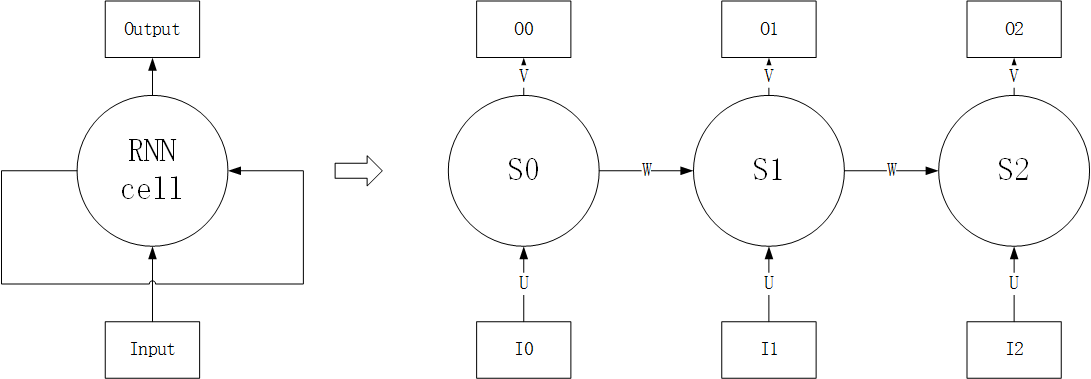 Output
RNN
cell
Input
O0
O1
O2
V
V
V
S0
W
S1
W
S2
U
U
U
I0
I1
I2